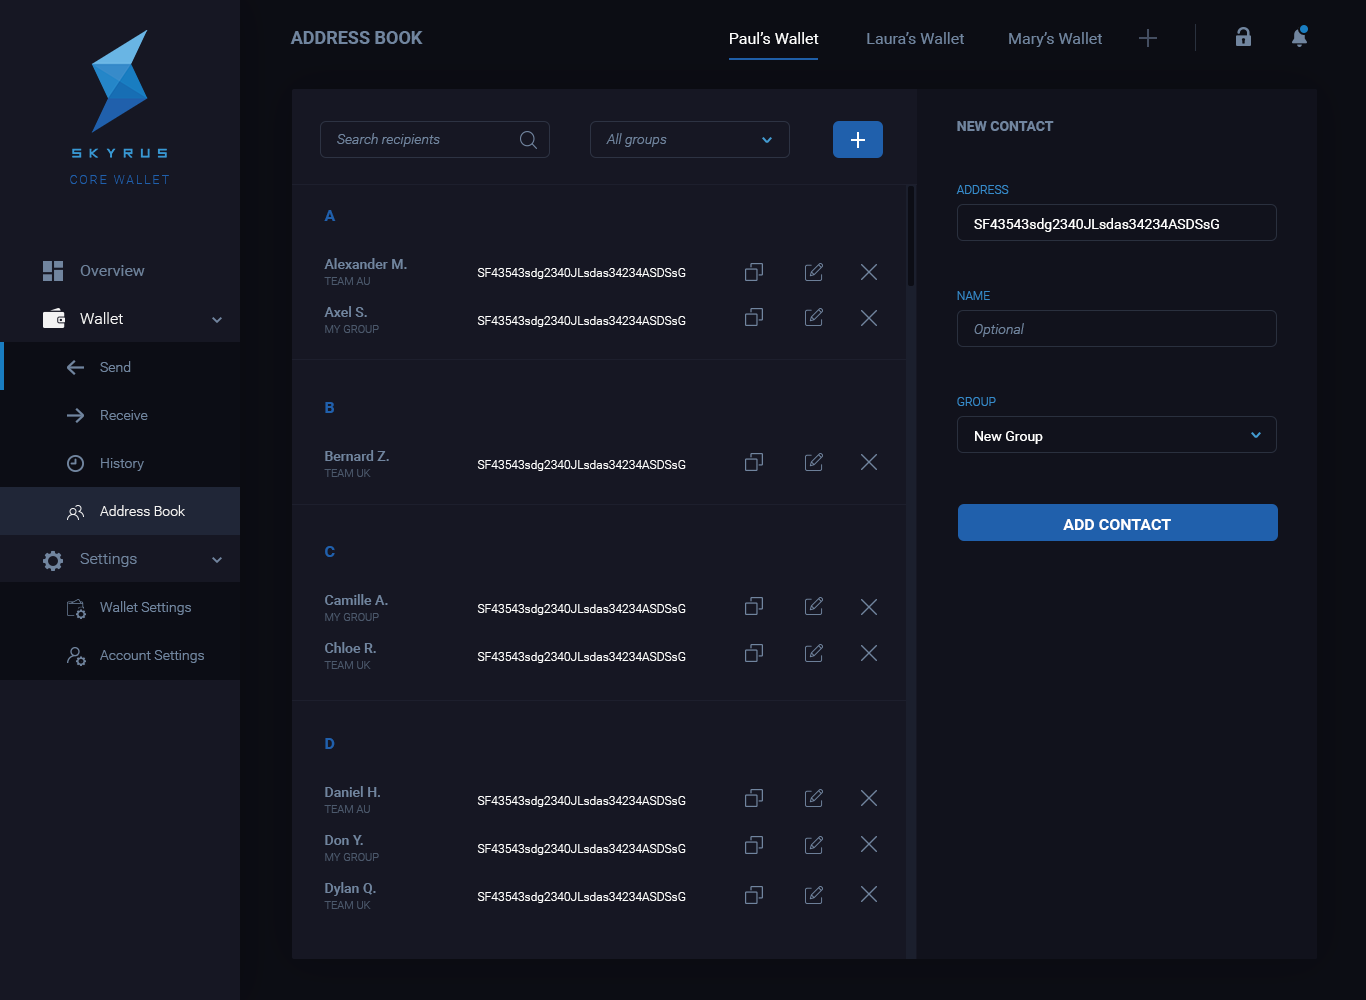 SKYRUS
CORE WALLET
Overview
Wallet
Send
Receive
History
Address Book
Settings
Wallet Settings
Account Settings
ADDRESS BOOK
Paul's Wallet
Laura's Wallet
Mary's Wallet
Search recipients
All groups
A
Alexander M.
TEAM AU
SF43543sdg2340JLsdas34234ASDSsG
Axel S.
MY GROUP
SF43543sdg2340JLsdas34234ASDSsG
B
Bernard Z.
TEAM UK
SF43543sdg2340JLsdas34234ASDSsG
C
Camille A.
MY GROUP
SF43543sdg2340JLsdas34234ASDSsG
Chloe R.
TEAM UK
SF43543sdg2340JLsdas34234ASDSsG
D
Daniel H.
TEAM AU
SF43543sdg2340JLsdas34234ASDSsG
Don Y.
MY GROUP
SF43543sdg2340JLsdas34234ASDSsG
Dylan Q.
TEAM UK
SF43543sdg2340JLsdas34234ASDSsG
NEW CONTACT
ADDRESS
SF43543sdg2340JLsdas34234ASDSsG
NAME
Optional
GROUP
New Group
ADD CONTACT